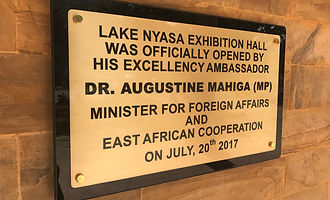 LAKE NYASA EXHIBITION HALL
WAS OFFICIALLY OPENED BY
HIS EXCELLENCY AMBASSADOR
DR. AUGUSTINE MAHIGA (MP)
MINISTER FOR FOREIGN AFFAIRS
AND
EAST AFRICAN COOPERATION
ON JULY, 20th 2017